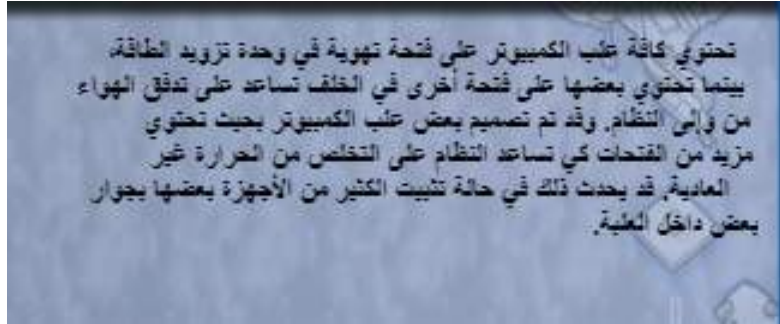 تحتوي كافة علب الكمبيوتر على فتحة تهوية في وحدة تزويد الطاقة،
بينما تحتوي بعضها على فتحة أخرى في الخلف تساعد على تدفق الهواء
من وإلى النظام. وقد تم تصميم بعض علب الكمبيوتر بحيث تحتوي
مزيد من الفتحات كي تساعد النظام على التخلص من الحرارة غير
العادية. قد يحدث ذلك في حالة تثبيت الكثير من الأجهزة بعضها بجوار
بعض داخل العلبة.